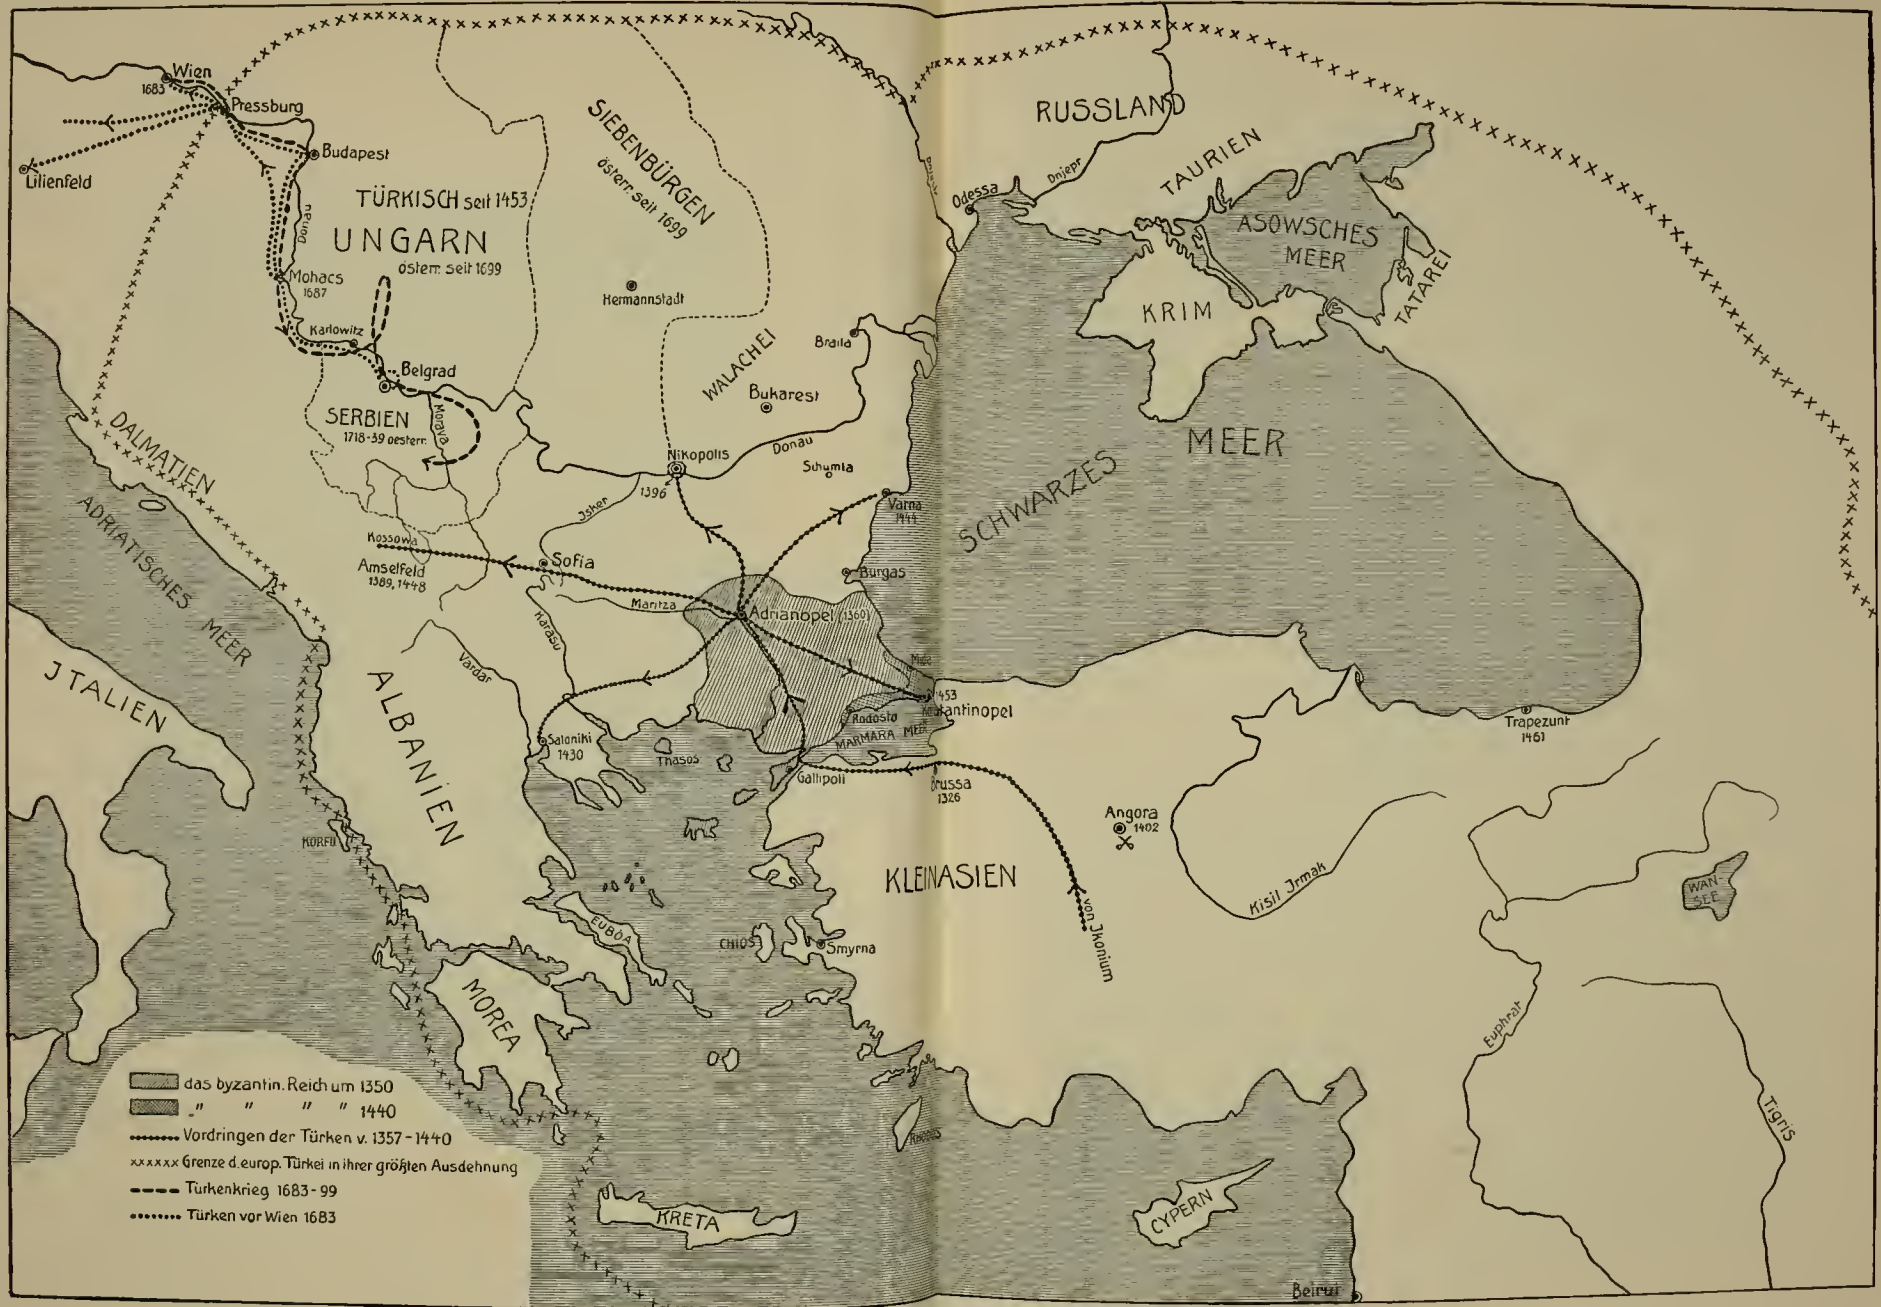 Wien
1683
Pressburg
Budapest
Lilienfeld
TÜRKISCH seit 1453
UNGARN
österr. seit 1699
Donau
Mohacs
1687
Karlowitz
Belgrad
SERBIEN
1718-39 oesterr.
Morava
SIEBENBÜRGEN
österr. seit 1699
Hermannstadt
WALACHEI
Braila
Bukarest
Donau
Nikopolis
1396
Schumla
Varna
1444
Burgas
Isker
Sofia
Kossowa
Amselfeld
1389, 1448
Maritza
Adrianopel (1360)
Karasu
Vardar
Saloniki
1430
Thasos
Midia
1453
Konstantinopel
Rodosto
MARMARA MEER
Gallipoli
Brussa
1326
DALMATIEN
ADRIATISCHES
MEER
JTALIEN
ALBANIEN
KORFU
EUBÖA
MOREA
CHIOS
Smyrna
KLEINASIEN
von Jkonium
Angora
1402
Kisil Jrmak
RUSSLAND
Dnjepr
Odessa
TAURIEN
ASOWSCHES
MEER
TATAREI
KRIM
SCHWARZES
MEER
Trapezunt
1461
WAN-
SEE
Euphrat
Tigris
RHODUS
KRETA
CYPERN
Beirut
das byzantin. Reich um 1350
„ " " " 1440
Vordringen der Türken v. 1357-1440
Grenze d. europ. Türkei in ihrer größten Ausdehnung
Türkenkrieg 1683-99
Türken vor Wien 1683